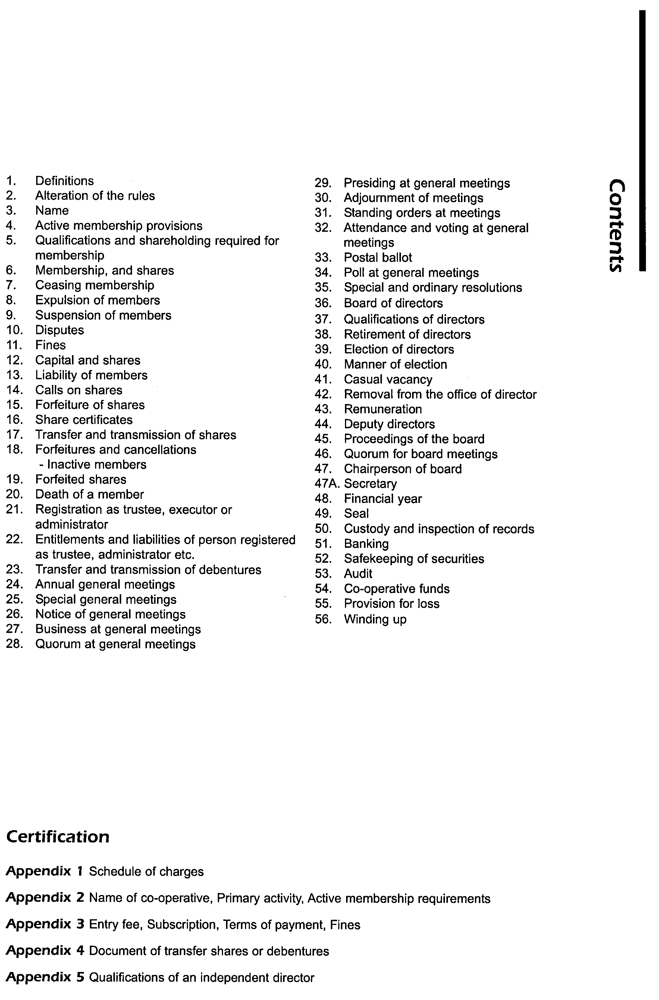 Contents
1. Definitions
2. Alteration of the rules
3. Name
4. Active membership provisions
5. Qualifications and shareholding required for
membership
6. Membership, and shares
7. Ceasing membership
8. Expulsion of members
9. Suspension of members
10. Disputes
11. Fines
12. Capital and shares
13. Liability of members
14. Calls on shares
15. Forfeiture of shares
16. Share certificates
17. Transfer and transmission of shares
18. Forfeitures and cancellations
- Inactive members
19. Forfeited shares
20. Death of a member
21. Registration as trustee, executor or
administrator
22. Entitlements and liabilities of person registered
as trustee, administrator etc.
23. Transfer and transmission of debentures
24. Annual general meetings
25. Special general meetings
26. Notice of general meetings
27. Business at general meetings
28. Quorum at general meetings
29. Presiding at general meetings
30. Adjournment of meetings
31. Standing orders at meetings
32. Attendance and voting at general
meetings
33. Postal ballot
34. Poll at general meetings
35. Special and ordinary resolutions
36. Board of directors
37. Qualifications of directors
38. Retirement of directors
39. Election of directors
40. Manner of election
41. Casual vacancy
42. Removal from the office of director
43. Remuneration
44. Deputy directors
45. Proceedings of the board
46. Quorum for board meetings
47. Chairperson of board
47A. Secretary
48. Financial year
49. Seal
50. Custody and inspection of records
51. Banking
52. Safekeeping of securities
53. Audit
54. Co-operative funds
55. Provision for loss
56. Winding up
Certification
Appendix 1 Schedule of charges
Appendix 2 Name of co-operative, Primary activity, Active membership requirements
Appendix 3 Entry fee, Subscription, Terms of payment, Fines
Appendix 4 Document of transfer shares or debentures
Appendix 5 Qualifications of an independent director